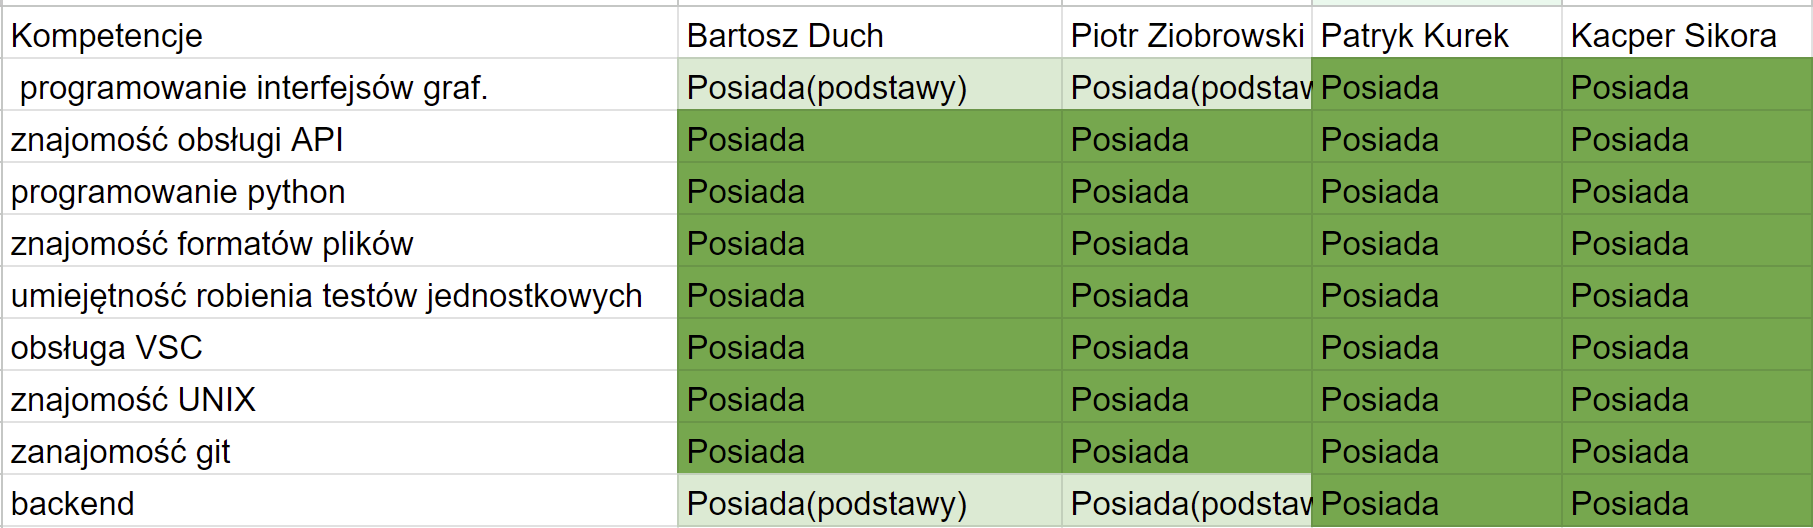 Kompetencje Bartosz Duch Piotr Ziobrowski Patryk Kurek Kacper Sikora
programowanie interfejsów graf. Posiada(podstawy) Posiada(podstaw Posiada Posiada
znajomość obsługi API Posiada Posiada Posiada Posiada
programowanie python Posiada Posiada Posiada Posiada
znajomość formatów plików Posiada Posiada Posiada Posiada
umiejętność robienia testów jednostkowych Posiada Posiada Posiada Posiada
obsługa VSC Posiada Posiada Posiada Posiada
znajomość UNIX Posiada Posiada Posiada Posiada
zanajomość git Posiada Posiada Posiada Posiada
backend Posiada(podstawy) Posiada(podstaw Posiada Posiada